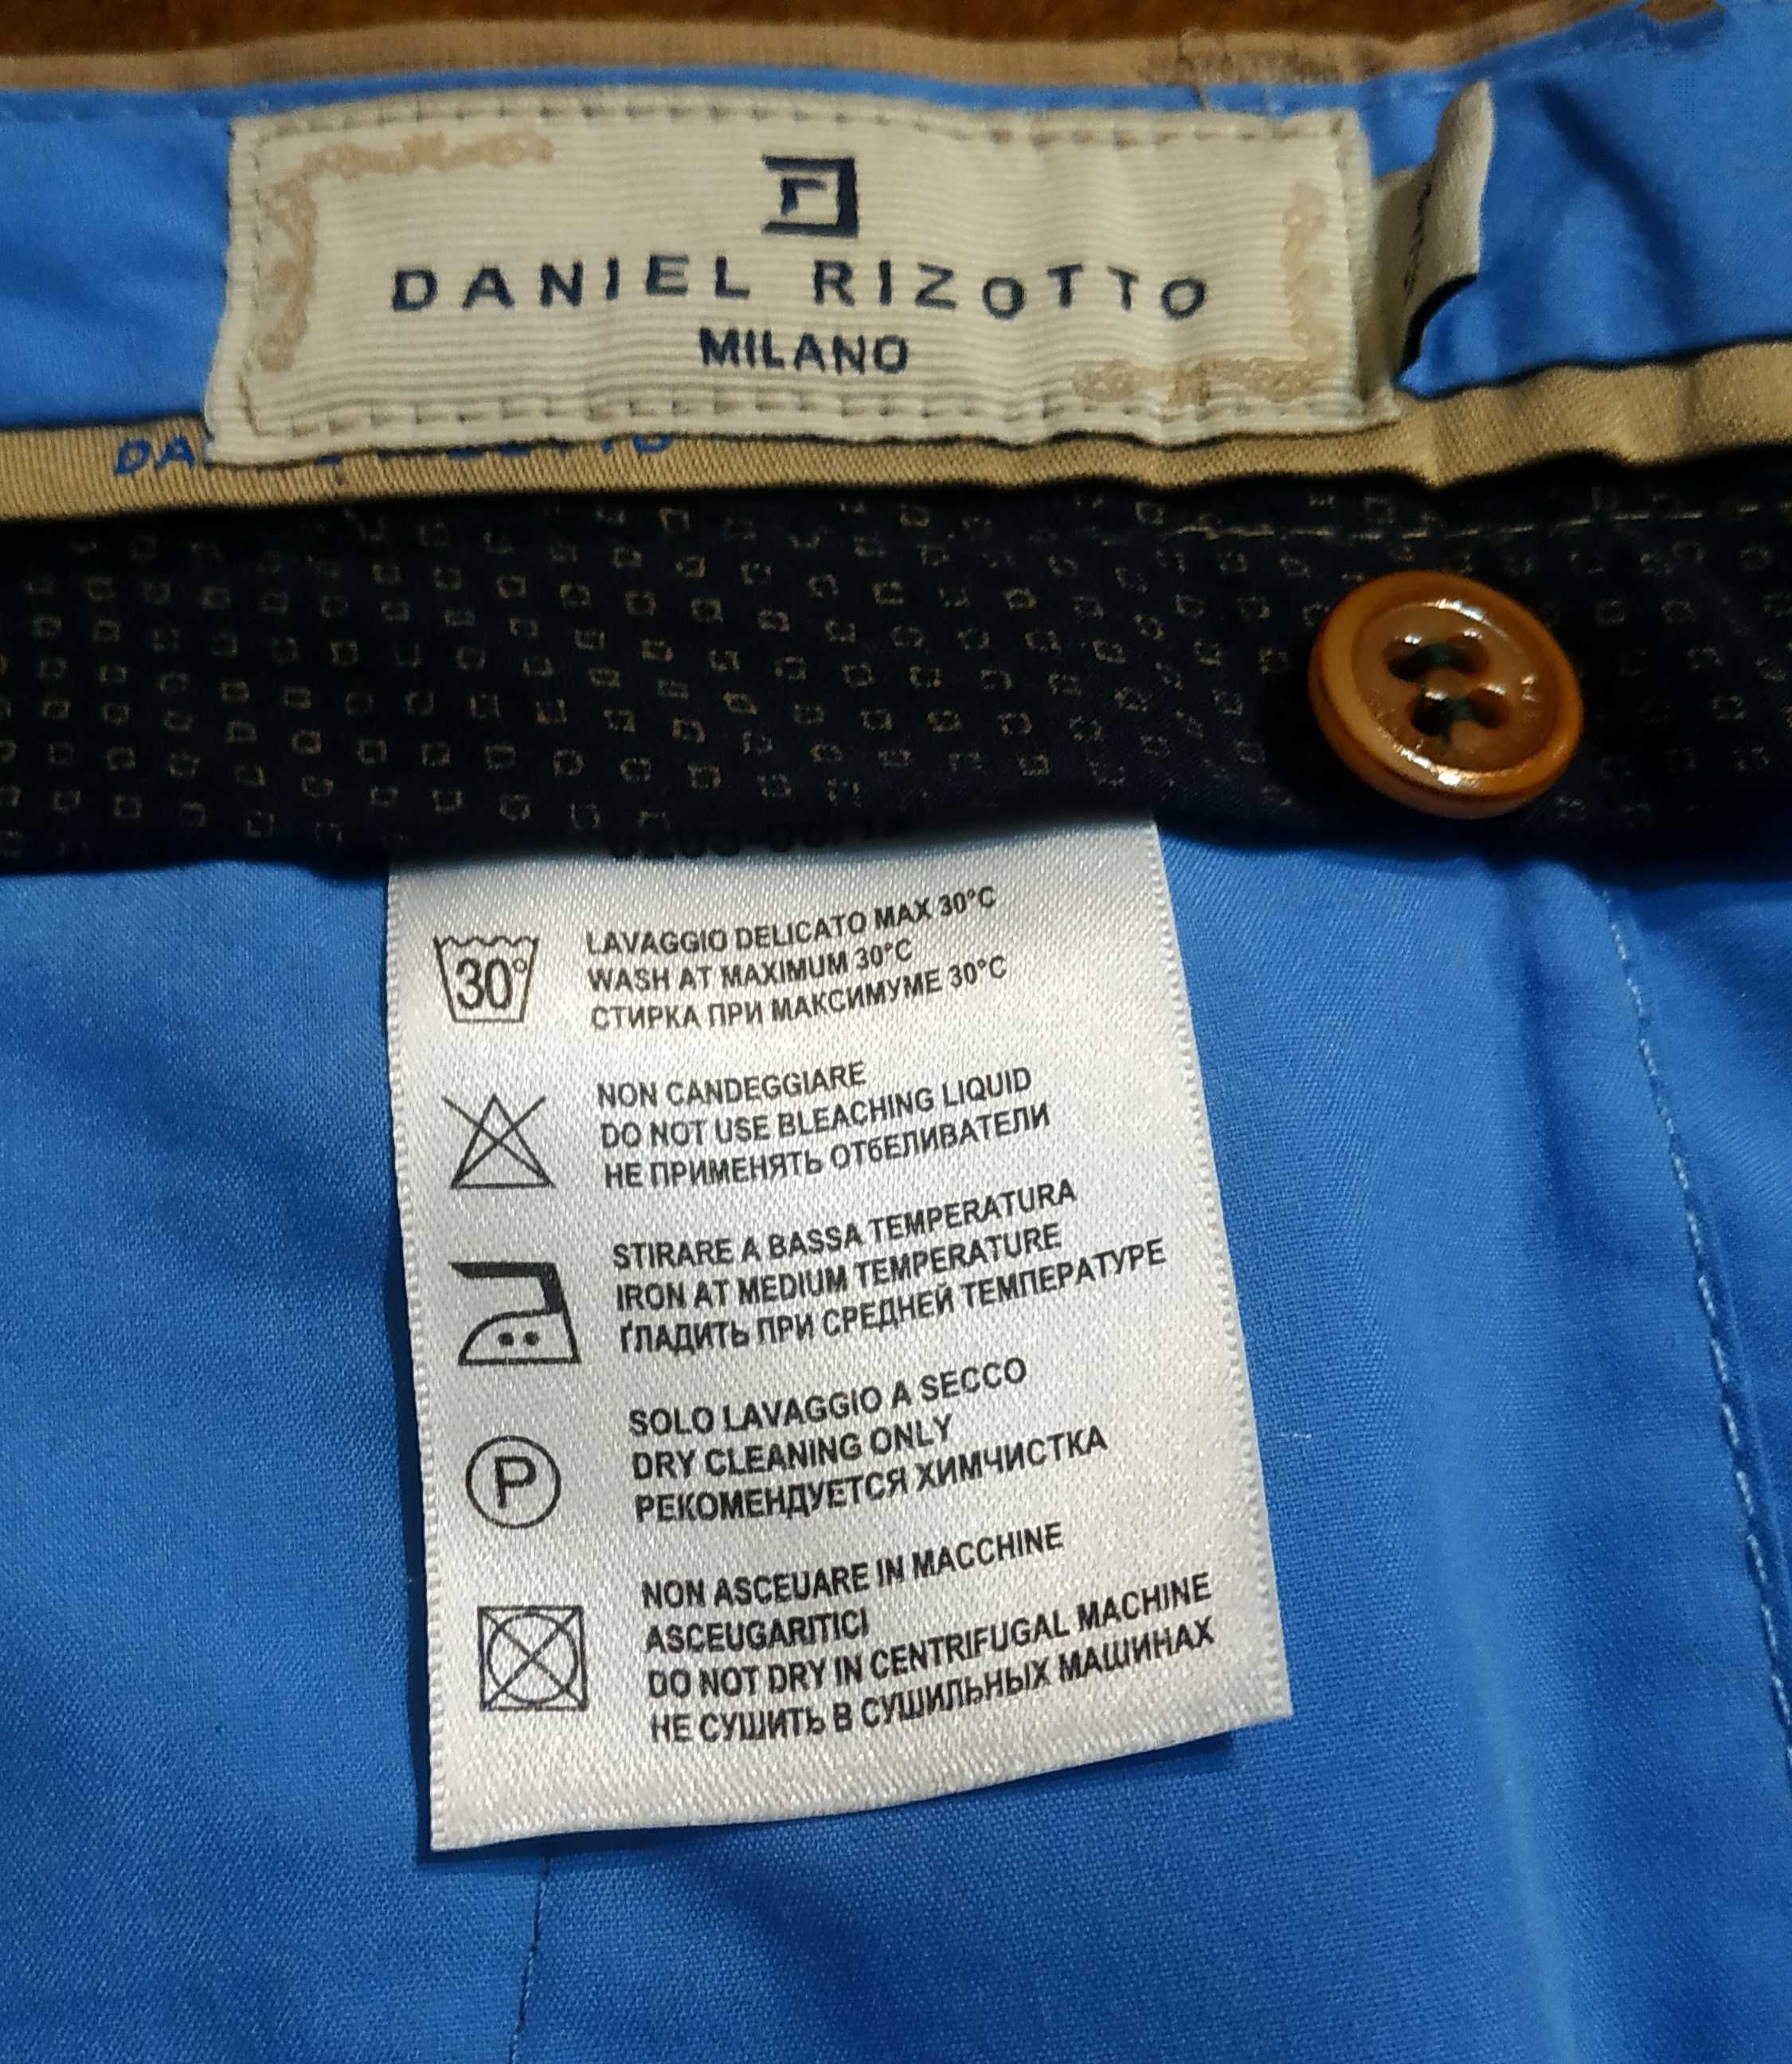 DANIEL RIZOTTO
MILANO
30°
LAVAGGIO DELICATO MAX 30°C
WASH AT MAXIMUM 30°C
СТИРКА ПРИ МАКСИМУМЕ 30°C
NON CANDEGGIARE
DO NOT USE BLEACHING LIQUID
НЕ ПРИМЕНЯТЬ ОТбЕЛИВАТЕЛИ
STIRARE A BASSA TEMPERATURA
IRON AT MEDIUM TEMPERATURE
ҐЛАДИТЬ ПРИ СРЕДНЕЙ ТЕМПЕРАТУРЕ
P
SOLO LAVAGGIO A SECCO
DRY CLEANING ONLY
РЕКОМЕНДУЕТСЯ ХИМЧИСТКА
NON ASCEUARE IN MACCHINE
ASCEUGARITICI
DO NOT DRY IN CENTRIFUGAL MACHINE
НЕ СУШИТЬ В СУШИЛЬНЫХ МАШИНАХ